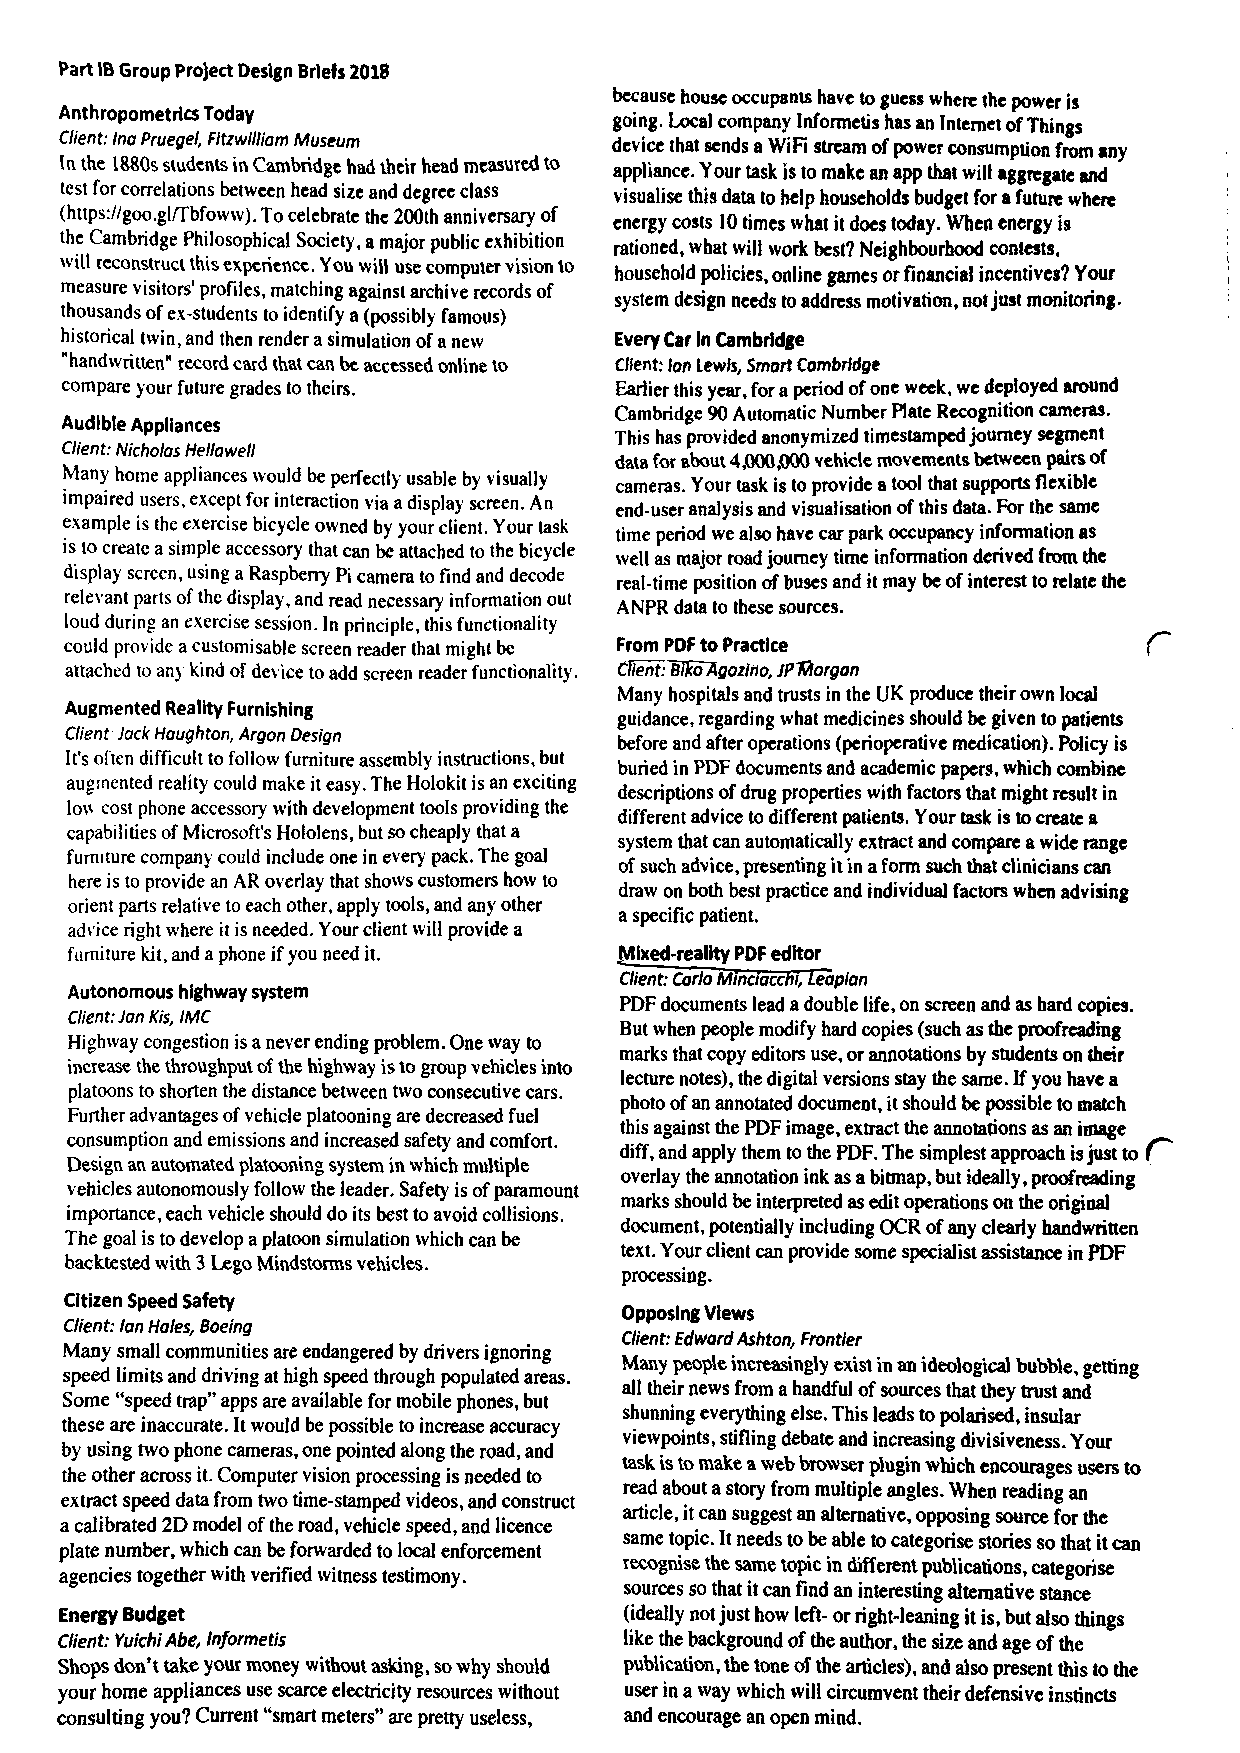 Part IB Group Project Design Briefs 2018
Anthropometrics Today
Client: Ina Pruegel, Fitzwilliam Museum
In the 1880s students in Cambridge had their head measured to
test for correlations between head size and degree class
(https://goo.gl/Tbfoww). To celebrate the 200th anniversary of
the Cambridge Philosophical Society, a major public exhibition
will reconstruct this experience. You will use computer vision to
measure visitors' profiles, matching against archive records of
thousands of ex-students to identify a (possibly famous)
historical twin, and then render a simulation of a new
"handwritten" record card that can be accessed online to
compare your future grades to theirs.
Audible Appliances
Client: Nicholas Hellawell
Many home appliances would be perfectly usable by visually
impaired users, except for interaction via a display screen. An
example is the exercise bicycle owned by your client. Your task
is to create a simple accessory that can be attached to the bicycle
display screen, using a Raspberry Pi camera to find and decode
relevant parts of the display, and read necessary information out
loud during an exercise session. In principle, this functionality
could provide a customisable screen reader that might be
attached to any kind of device to add screen reader functionality.
Augmented Reality Furnishing
Client Jack Haughton, Argon Design
It's often difficult to follow furniture assembly instructions, but
augmented reality could make it easy. The Holokit is an exciting
low cost phone accessory with development tools providing the
capabilities of Microsoft's Hololens, but so cheaply that a
furniture company could include one in every pack. The goal
here is to provide an AR overlay that shows customers how to
orient parts relative to each other, apply tools, and any other
advice right where it is needed. Your client will provide a
furniture kit, and a phone if you need it.
Autonomous highway system
Client: Jan Kis, IMC
Highway congestion is a never ending problem. One way to
increase the throughput of the highway is to group vehicles into
platoons to shorten the distance between two consecutive cars.
Further advantages of vehicle platooning are decreased fuel
consumption and emissions and increased safety and comfort.
Design an automated platooning system in which multiple
vehicles autonomously follow the leader. Safety is of paramount
importance, each vehicle should do its best to avoid collisions.
The goal is to develop a platoon simulation which can be
backtested with 3 Lego Mindstorms vehicles.
Citizen Speed Safety
Client: Ian Hales, Boeing
Many small communities are endangered by drivers ignoring
speed limits and driving at high speed through populated areas.
Some “speed trap” apps are available for mobile phones, but
these are inaccurate. It would be possible to increase accuracy
by using two phone cameras, one pointed along the road, and
the other across it. Computer vision processing is needed to
extract speed data from two time-stamped videos, and construct
a calibrated 2D model of the road, vehicle speed, and licence
plate number, which can be forwarded to local enforcement
agencies together with verified witness testimony.
Energy Budget
Client: Yuichi Abe, Informetis
Shops don't take your money without asking, so why should
your home appliances use scarce electricity resources without
consulting you? Current “smart meters” are pretty useless,
because house occupants have to guess where the power is
going. Local company Informetis has an Internet of Things
device that sends a WiFi stream of power consumption from any
appliance. Your task is to make an app that will aggregate and
visualise this data to help households budget for a future where
energy costs 10 times what it does today. When energy is
rationed, what will work best? Neighbourhood contests,
household policies, online games or financial incentives? Your
system design needs to address motivation, not just monitoring.
Every Car in Cambridge
Client: Ian Lewis, Smart Cambridge
Earlier this year, for a period of one week, we deployed around
Cambridge 90 Automatic Number Plate Recognition cameras.
This has provided anonymized timestamped journey segment
data for about 4,000,000 vehicle movements between pairs of
cameras. Your task is to provide a tool that supports flexible
end-user analysis and visualisation of this data. For the same
time period we also have car park occupancy information as
well as major road journey time information derived from the
real-time position of buses and it may be of interest to relate the
ANPR data to these sources.
From PDF to Practice
Client: Biko Agozino, JP Morgan
Many hospitals and trusts in the UK produce their own local
guidance, regarding what medicines should be given to patients
before and after operations (perioperative medication). Policy is
buried in PDF documents and academic papers, which combine
descriptions of drug properties with factors that might result in
different advice to different patients. Your task is to create a
system that can automatically extract and compare a wide range
of such advice, presenting it in a form such that clinicians can
draw on both best practice and individual factors when advising
a specific patient.
Mixed-reality PDF editor
Client: Carlo Minciacchi, Leapian
PDF documents lead a double life, on screen and as hard copies.
But when people modify hard copies (such as the proofreading
marks that copy editors use, or annotations by students on their
lecture notes), the digital versions stay the same. If you have a
photo of an annotated document, it should be possible to match
this against the PDF image, extract the annotations as an image
diff, and apply them to the PDF. The simplest approach is just to
overlay the annotation ink as a bitmap, but ideally, proofreading
marks should be interpreted as edit operations on the original
document, potentially including OCR of any clearly handwritten
text. Your client can provide some specialist assistance in PDF
processing.
Opposing Views
Client: Edward Ashton, Frontier
Many people increasingly exist in an ideological bubble, getting
all their news from a handful of sources that they trust and
shunning everything else. This leads to polarised, insular
viewpoints, stifling debate and increasing divisiveness. Your
task is to make a web browser plugin which encourages users to
read about a story from multiple angles. When reading an
article, it can suggest an alternative, opposing source for the
same topic. It needs to be able to categorise stories so that it can
recognise the same topic in different publications, categorise
sources so that it can find an interesting alternative stance
(ideally not just how left- or right-leaning it is, but also things
like the background of the author, the size and age of the
publication, the tone of the articles), and also present this to the
user in a way which will circumvent their defensive instincts
and encourage an open mind.